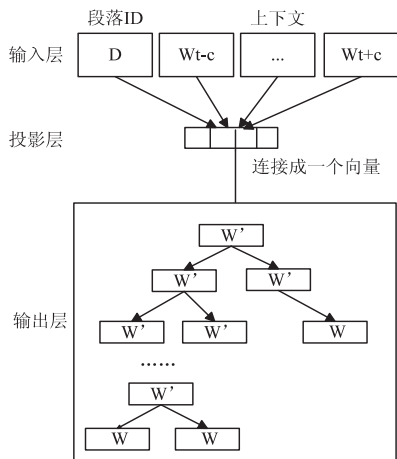 段落ID 上下文
输入层 D Wt-c ... Wt+c
投影层
连接成一个向量
W'
W' W'
输出层 W' W' W
......
W'
W W